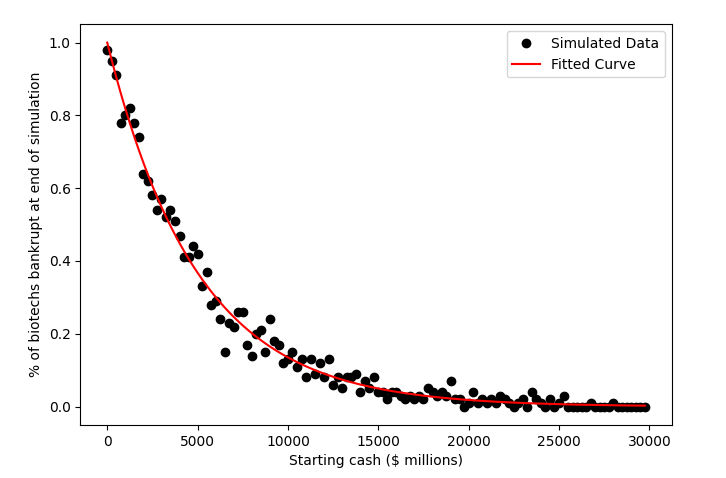 Simulated Data
Fitted Curve
% of biotechs bankrupt at end of simulation
1.0
0.8
0.6
0.4
0.2
0.0
0 5000 10000 15000 20000 25000 30000
Starting cash ($ millions)